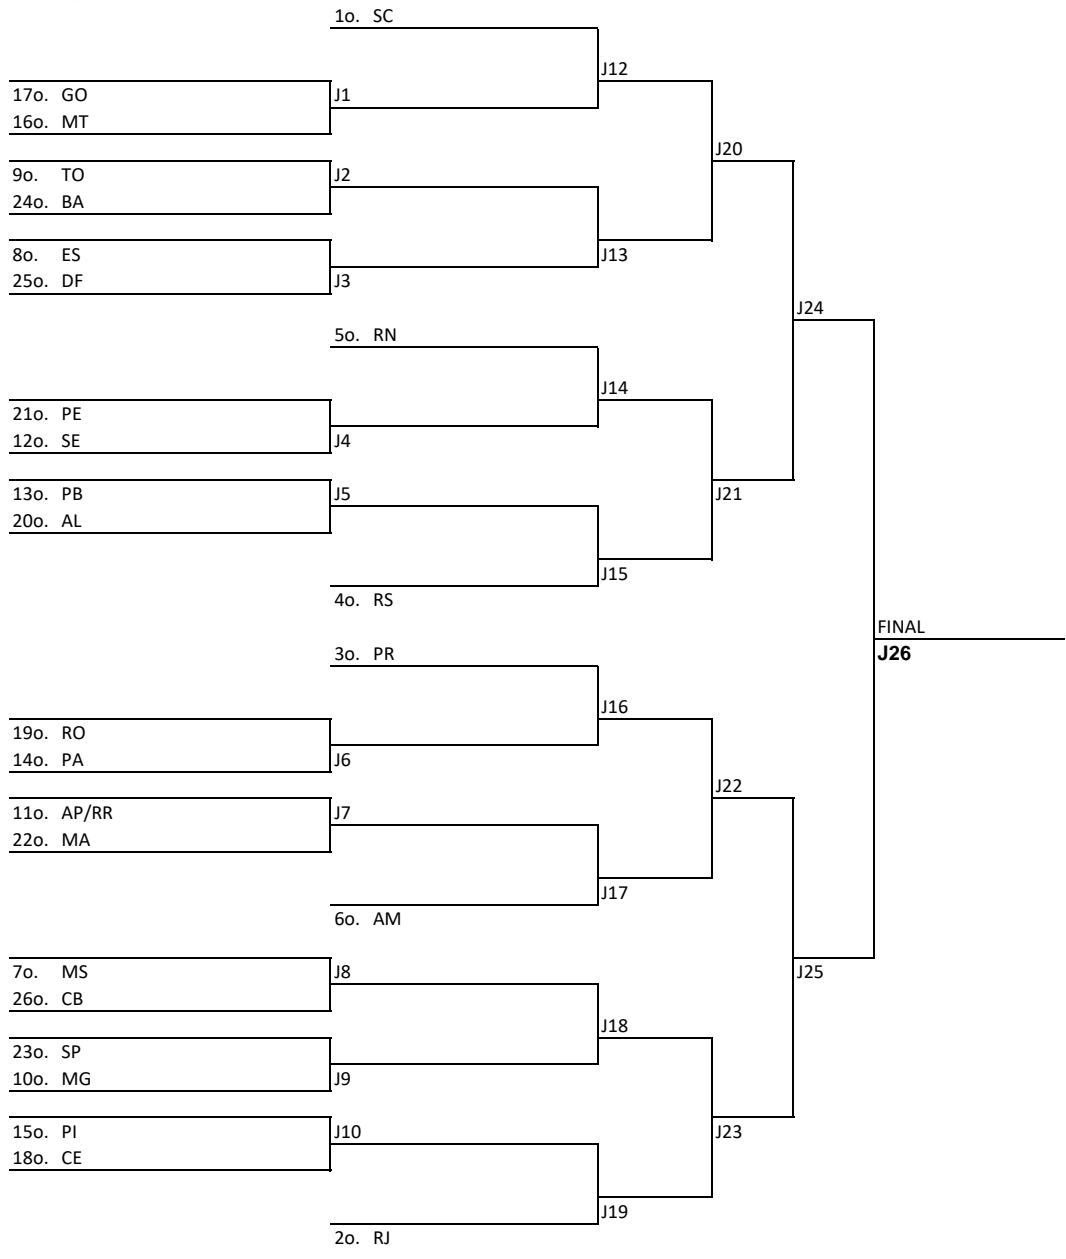 1o. SC
J12
17o. GO
J1
16o. MT
J20
9o. TO
J2
24o. BA
8o. ES
J13
25o. DF
J3
J24
5o. RN
J14
21o. PE
12o. SE
J4
13o. PB
J5
J21
20o. AL
J15
4o. RS
FINAL
3o. PR
J26
J16
19o. RO
14o. PA
J6
J22
11o. AP/RR
J7
22o. MA
J17
6o. AM
7o. MS
J8
J25
26o. CB
J18
23o. SP
10o. MG
J9
15o. PI
J10
J23
18o. CE
J19
2o. RJ